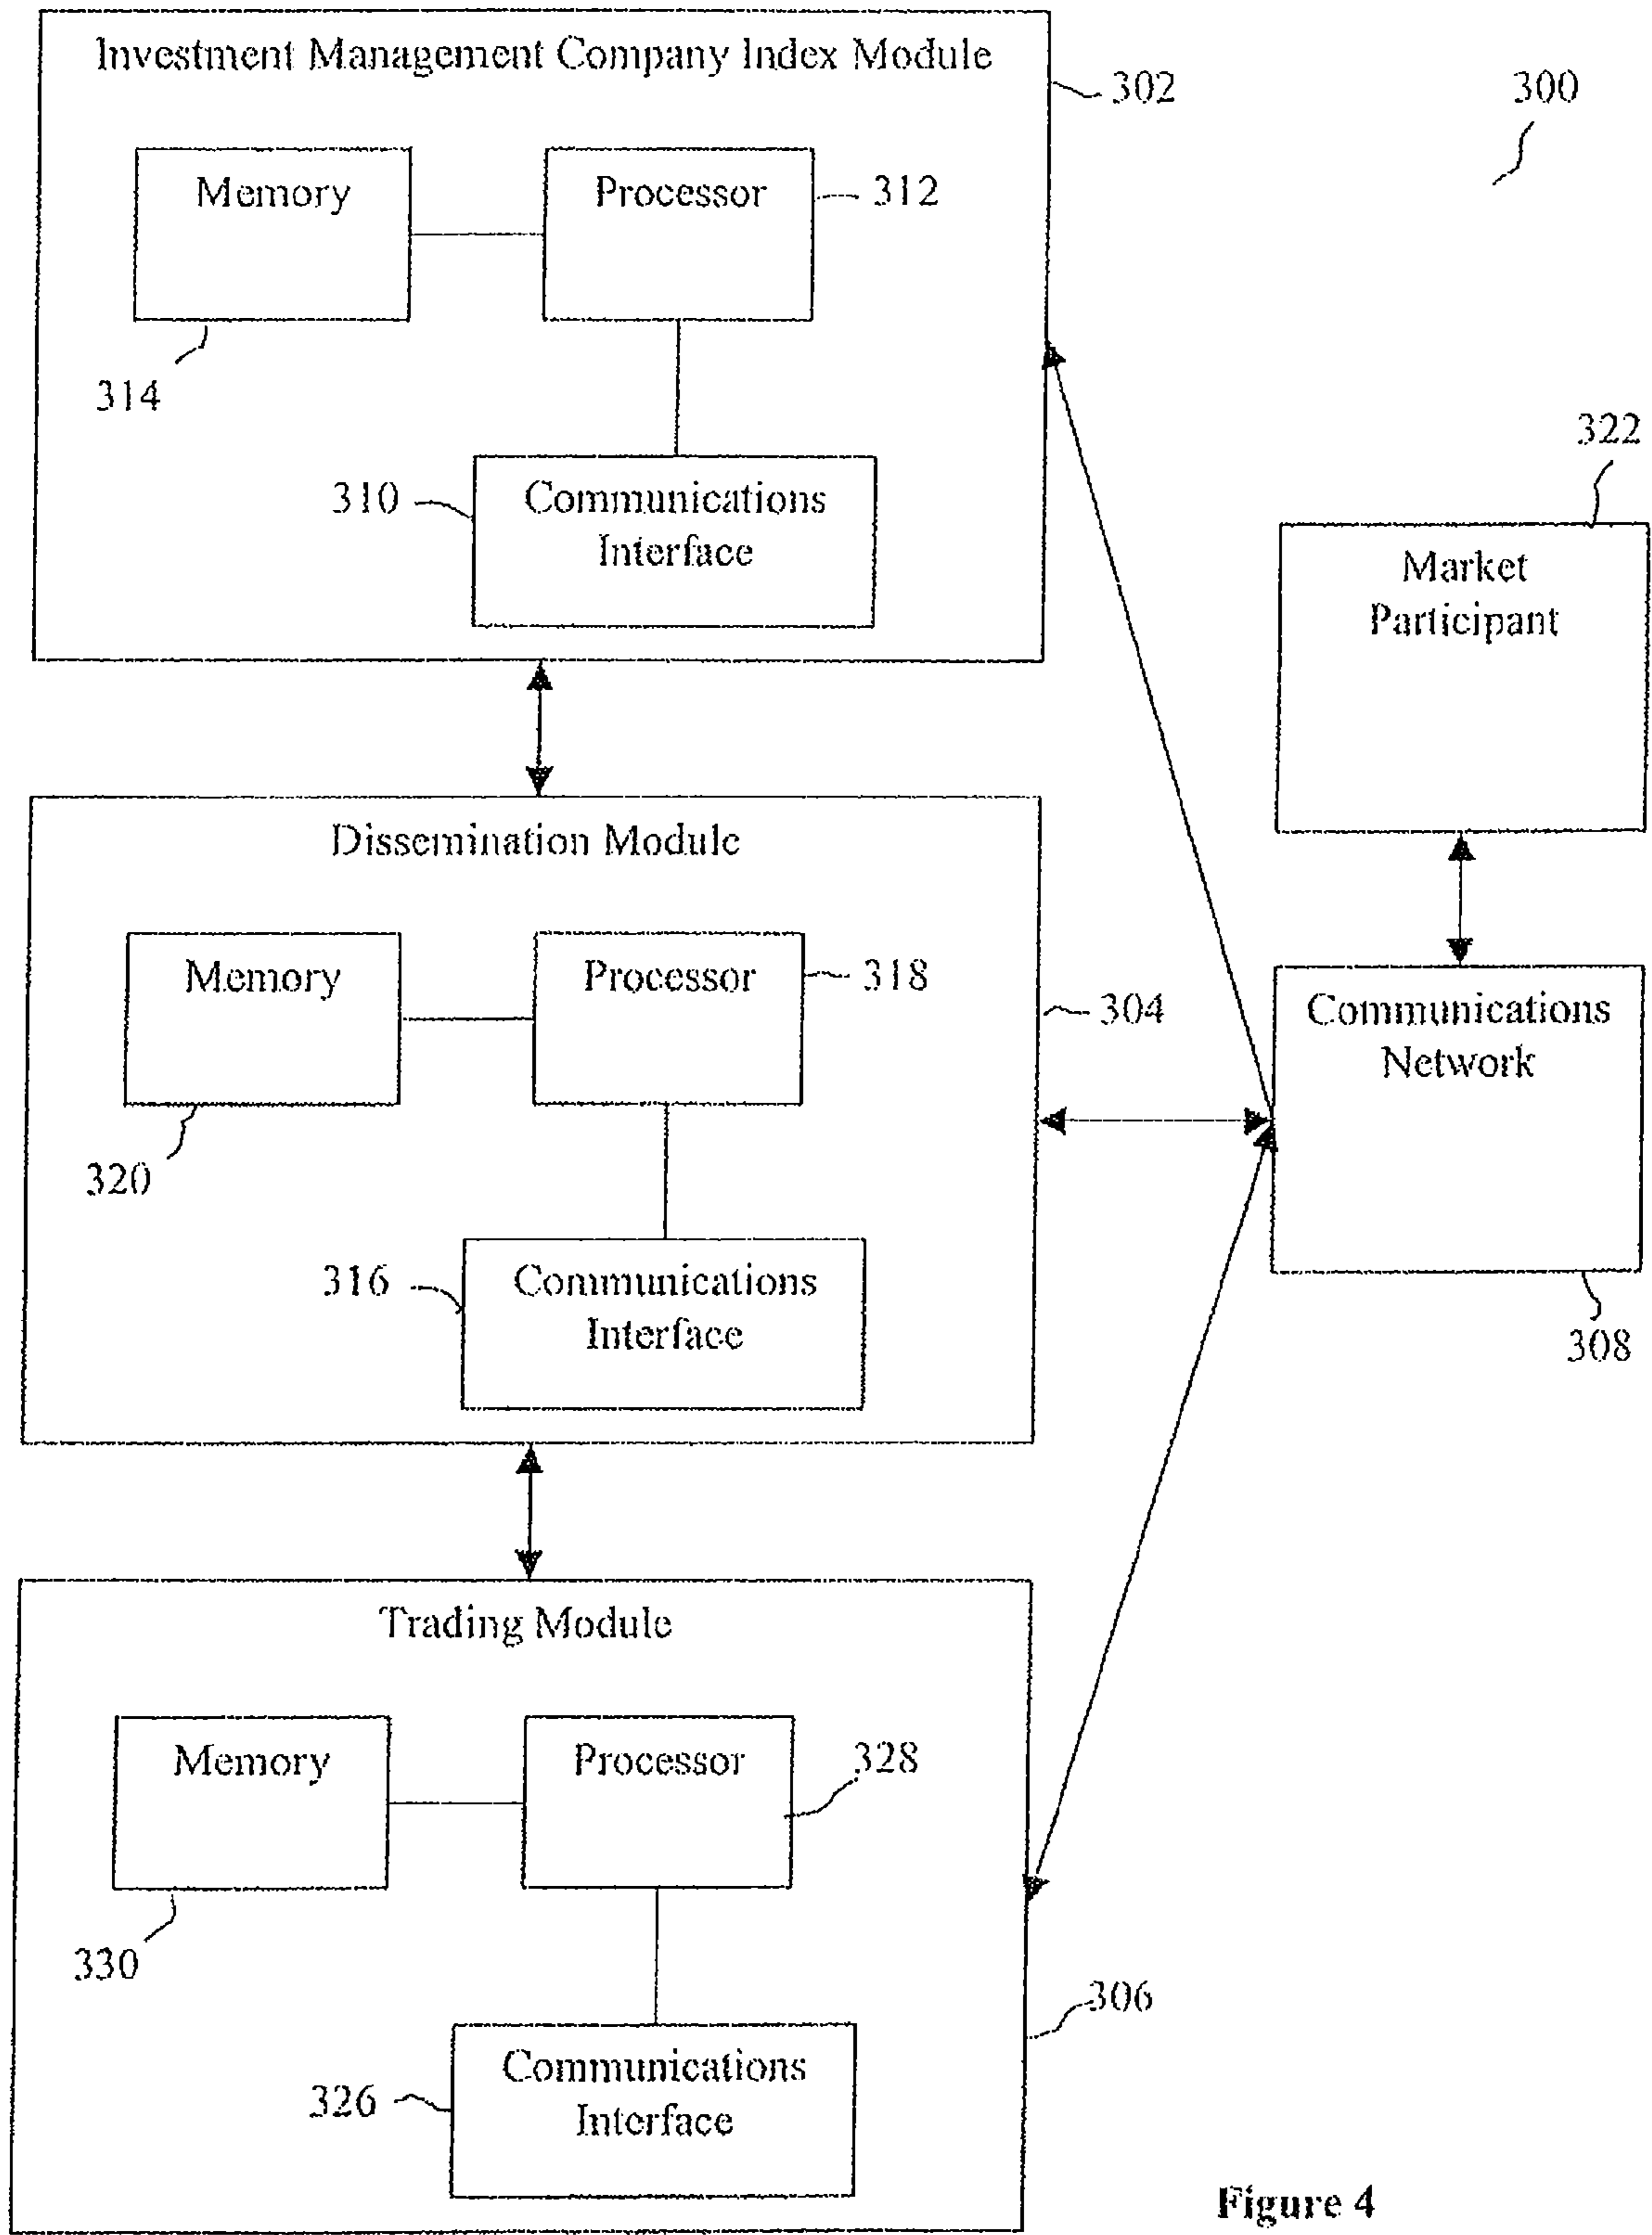 Investment Management Company Index Module
302
300
Memory
Processor
312
314
310
Communications
Interface
322
Market
Participant
Dissemination Module
Memory
Processor
318
304
Communications
Network
320
316
Communications
Interface
308
Trading Module
Memory
Processor
328
330
306
326
Communications
Interface
Figure 4